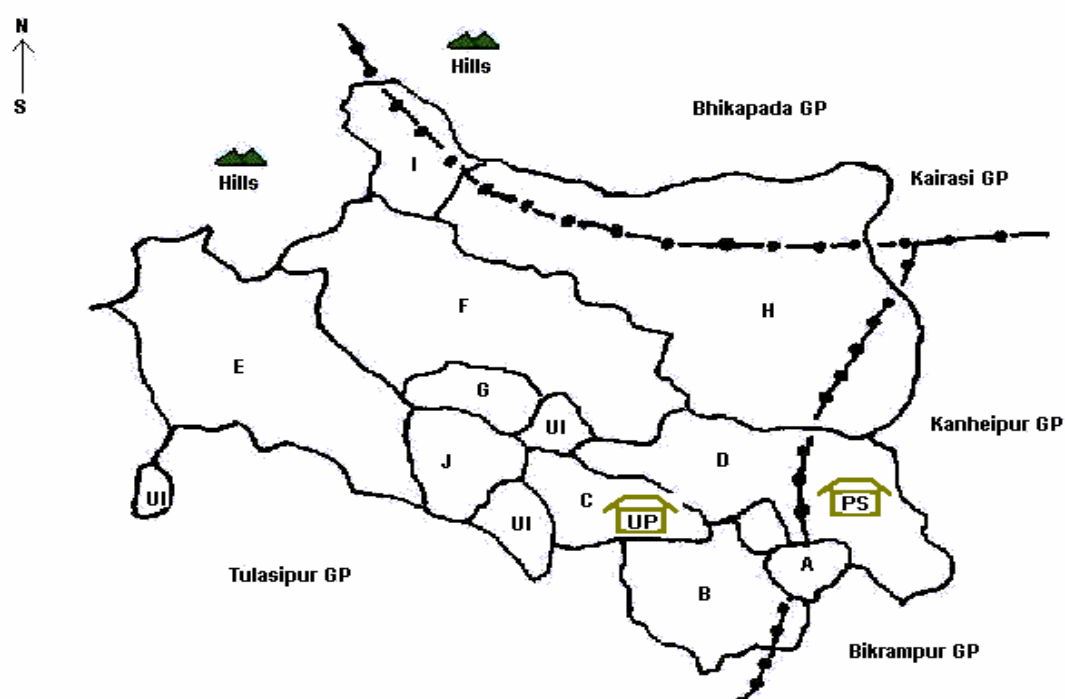 N
S
Hills
Bhikapada GP
Hills
I
Kairasi GP
F
H
E
G
Kanheipur GP
UI
J
D
UI
C
UP
UI
PS
A
Tulasipur GP
B
Bikrampur GP